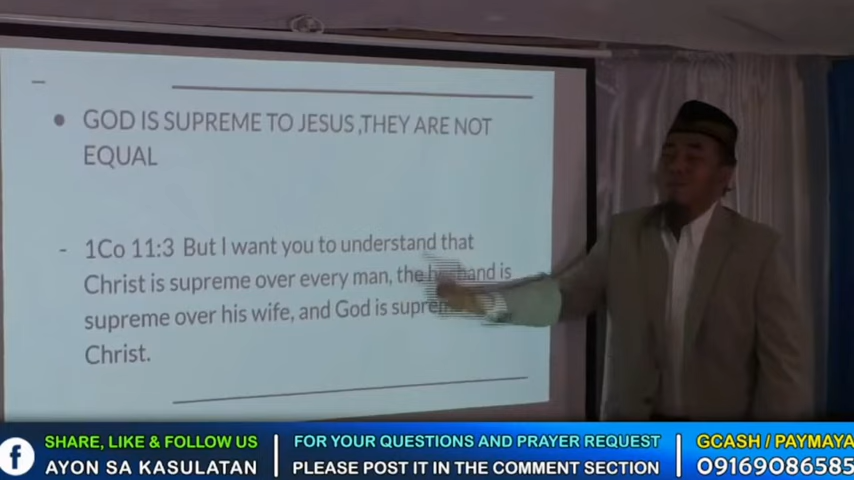 GOD IS SUPREME TO JESUS ,THEY ARE NOT
EQUAL
- 1Co 11:3 But I want you to understand that
Christ is supreme over every man, the husband is
supreme over his wife, and God is supreme
Christ.
SHARE, LIKE & FOLLOW US
AYON SA KASULATAN
FOR YOUR QUESTIONS AND PRAYER REQUEST
PLEASE POST IT IN THE COMMENT SECTION
GCASH / PAYMAYA
09169086585